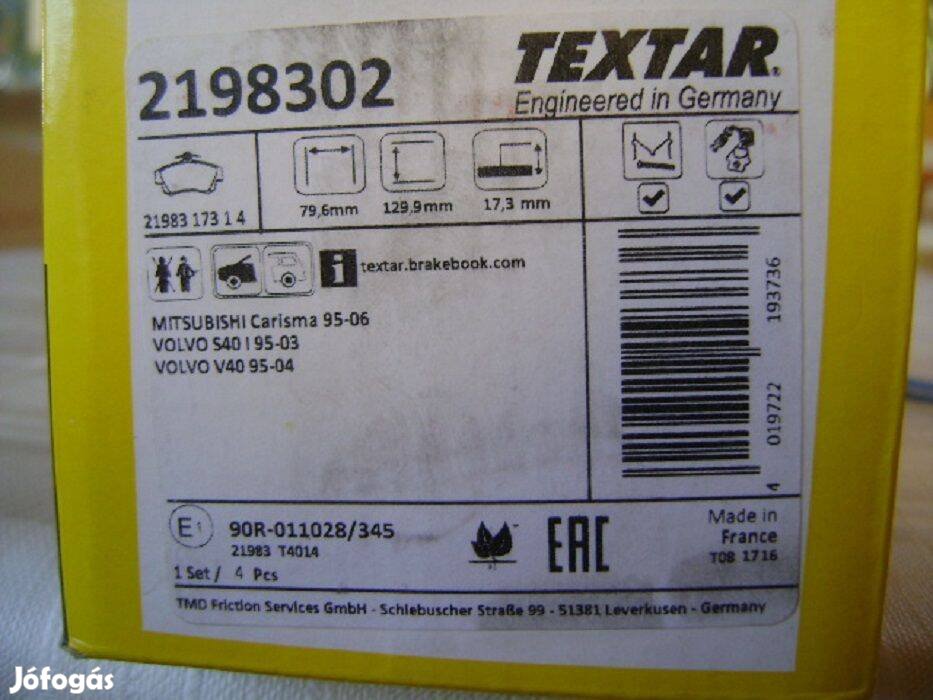 2198302
TEXTAR
Engineered in Germany
21983 173 1 4
79,6mm
129,9mm
17,3 mm
i textar.brakebook.com
MITSUBISHI Carisma 95-06
VOLVO S40 I 95-03
VOLVO V40 95-04
4 019722 193736
E1
90R-011028/345
21983 T4014
1 Set / 4 Pcs
EAC
Made in
France
T08 1716
TMD Friction Services GmbH - Schlebuscher Straße 99 - 51381 Leverkusen - Germany
Jófogás